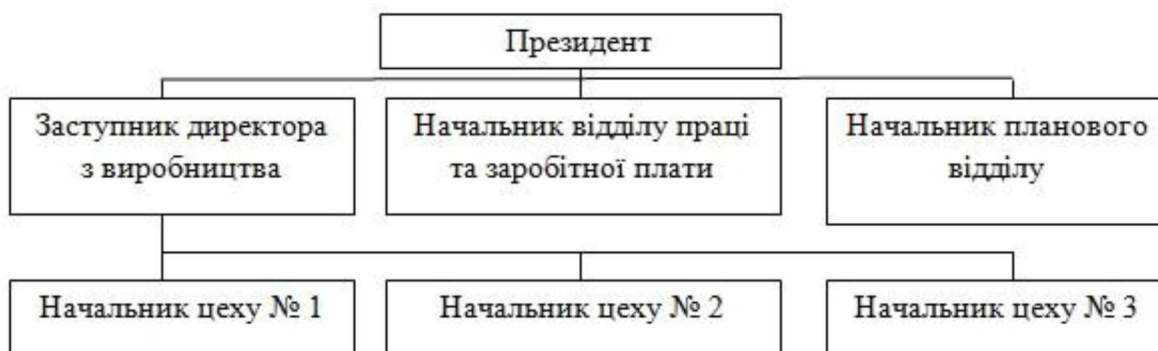 Президент
Заступник директора
з виробництва
Начальник відділу праці
та заробітної плати
Начальник планового
відділу
Начальник цеху № 1
Начальник цеху № 2
Начальник цеху № 3